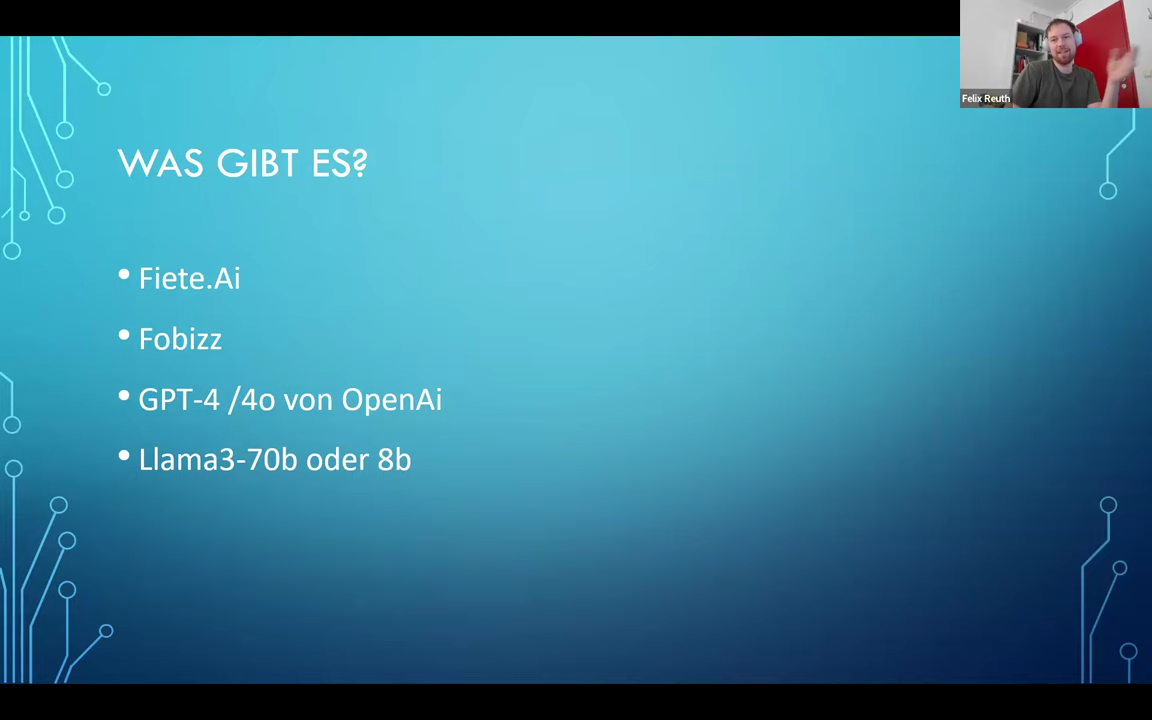 Felix Reuth
WAS GIBT ES?
• Fiete.Ai
• Fobizz
• GPT-4 /4o von OpenAi
• Llama3-70b oder 8b